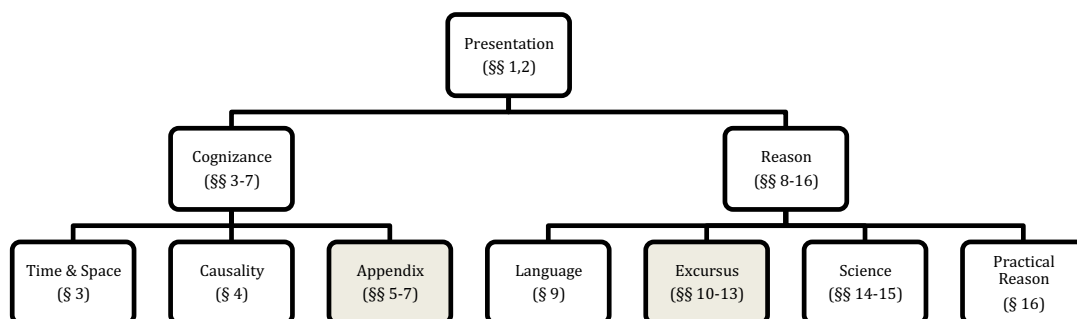 Presentation
(§§ 1,2)
Cognizance
(§§ 3-7)
Reason
(§§ 8-16)
Time & Space
(§ 3)
Causality
(§ 4)
Appendix
(§§ 5-7)
Language
(§ 9)
Excursus
(§§ 10-13)
Science
(§§ 14-15)
Practical
Reason
(§ 16)